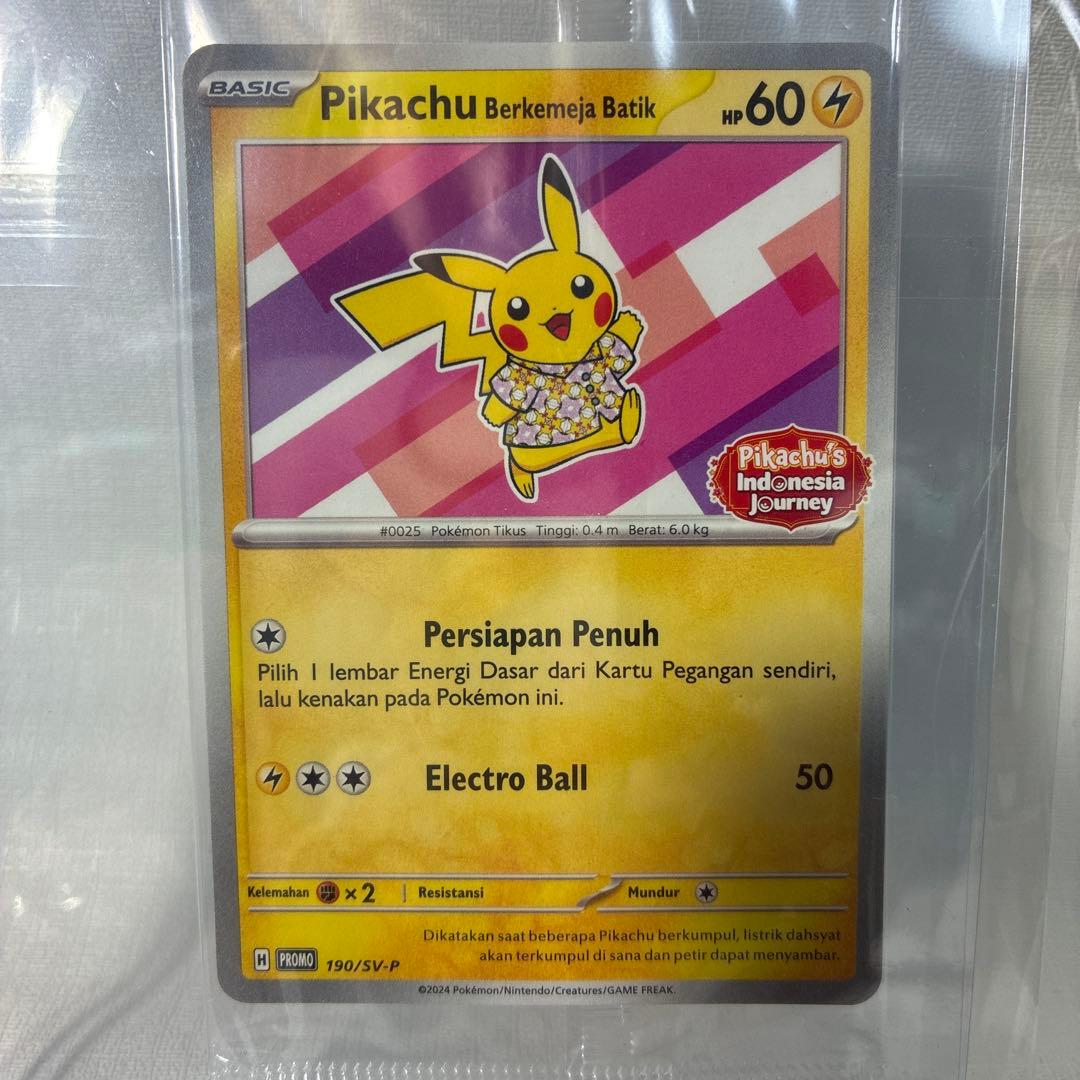 BASIC
Pikachu Berkemeja Batik
HP 60
Pikachu's
Indonesia
Journey
#0025 Pokémon Tikus Tinggi: 0.4 m Berat: 6.0 kg
Persiapan Penuh
Pilih 1 lembar Energi Dasar dari Kartu Pegangan sendiri,
lalu kenakan pada Pokémon ini.
Electro Ball 50
Kelemahan ×2 | Resistansi Mundur
Dikatakan saat beberapa Pikachu berkumpul, listrik dahsyat
akan terkumpul di sana dan petir dapat menyambar.
H PROMO 190/SV-P
©2024 Pokémon/Nintendo/Creatures/GAME FREAK.